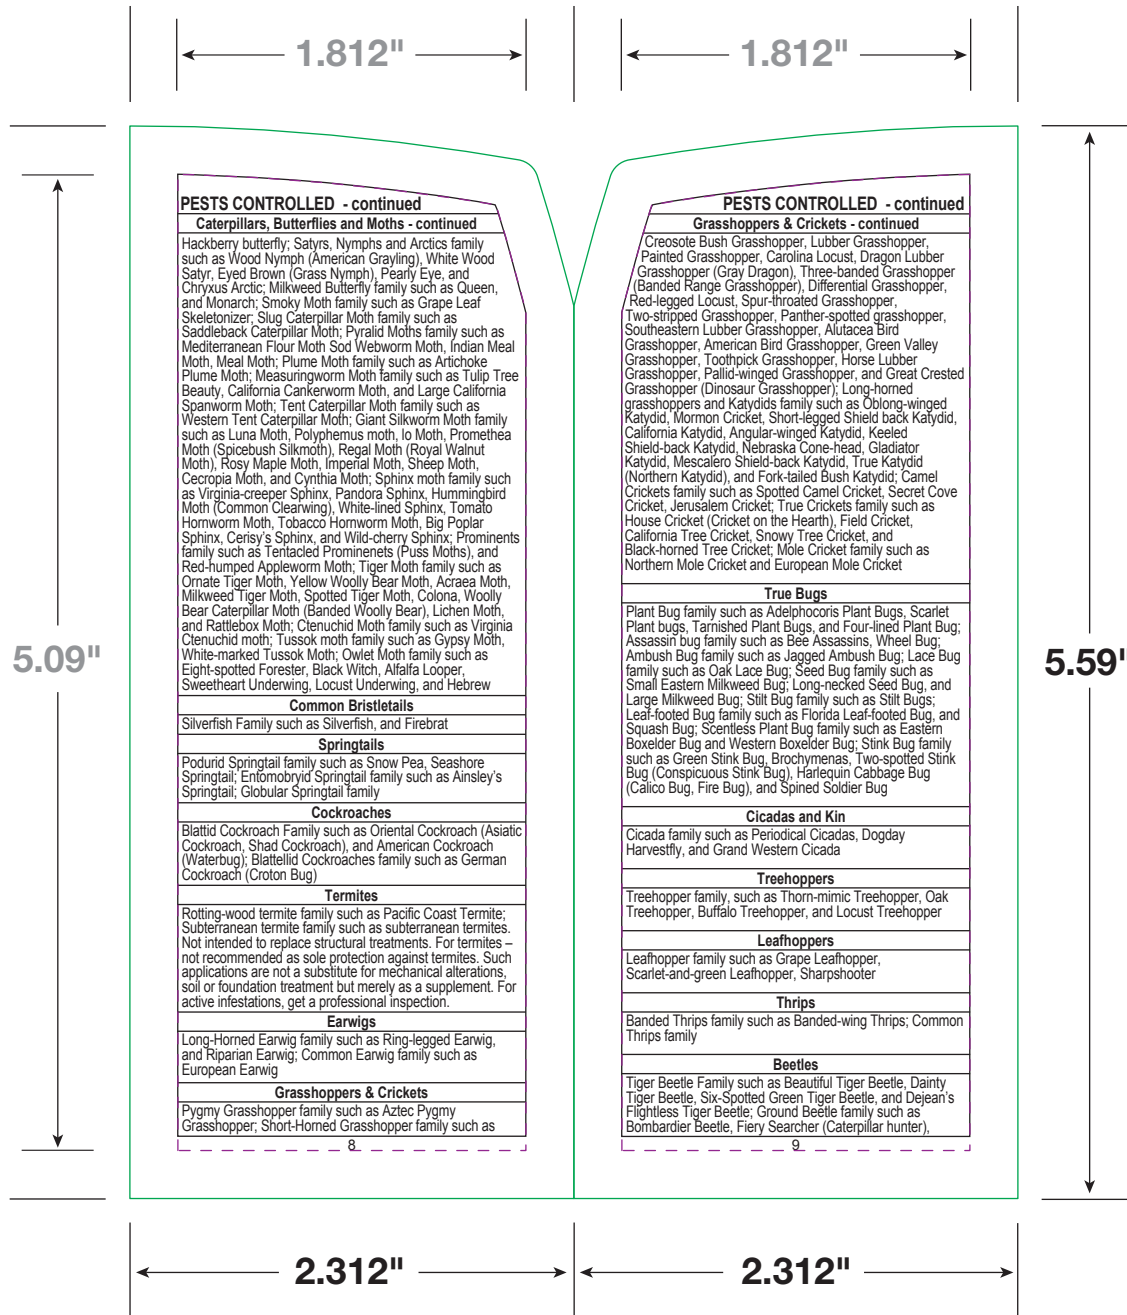 1.812"
1.812"
5.09"
5.59"
PESTS CONTROLLED - continued
Caterpillars, Butterflies and Moths - continued
Hackberry butterfly; Satyrs, Nymphs and Arctics family
such as Wood Nymph (American Grayling), White Wood
Satyr, Eyed Brown (Grass Nymph), Pearly Eye, and
Chryxus Arctic; Milkweed Butterfly family such as Queen,
and Monarch; Smoky Moth family such as Grape Leaf
Skeletonizer; Slug Caterpillar Moth family such as
Saddleback Caterpillar Moth; Pyralid Moths family such as
Mediterranean Flour Moth Sod Webworm Moth, Indian Meal
Moth, Meal Moth; Plume Moth family such as Artichoke
Plume Moth; Measuringworm Moth family such as Tulip Tree
Beauty, California Cankerworm Moth, and Large California
Spanworm Moth; Tent Caterpillar Moth family such as
Western Tent Caterpillar Moth; Giant Silkworm Moth family
such as Luna Moth, Polyphemus moth, Io Moth, Promethea
Moth (Spicebush Silkmoth), Regal Moth (Royal Walnut
Moth), Rosy Maple Moth, Imperial Moth, Sheep Moth,
Cecropia Moth, and Cynthia Moth; Sphinx moth family such
as Virginia-creeper Sphinx, Pandora Sphinx, Hummingbird
Moth (Common Clearwing), White-lined Sphinx, Tomato
Hornworm Moth, Tobacco Hornworm Moth, Big Poplar
Sphinx, Cerisy's Sphinx, and Wild-cherry Sphinx; Prominents
family such as Tentacled Prominenets (Puss Moths), and
Red-humped Appleworm Moth; Tiger Moth family such as
Ornate Tiger Moth, Yellow Woolly Bear Moth, Acraea Moth,
Milkweed Tiger Moth, Spotted Tiger Moth, Colona, Woolly
Bear Caterpillar Moth (Banded Woolly Bear), Lichen Moth,
and Rattlebox Moth; Ctenuchid Moth family such as Virginia
Ctenuchid moth; Tussok moth family such as Gypsy Moth,
White-marked Tussok Moth; Owlet Moth family such as
Eight-spotted Forester, Black Witch, Alfalfa Looper,
Sweetheart Underwing, Locust Underwing, and Hebrew
Common Bristletails
Silverfish Family such as Silverfish, and Firebrat
Springtails
Podurid Springtail family such as Snow Pea, Seashore
Springtail; Entomobryid Springtail family such as Ainsley's
Springtail; Globular Springtail family
Cockroaches
Blattid Cockroach Family such as Oriental Cockroach (Asiatic
Cockroach, Shad Cockroach), and American Cockroach
(Waterbug); Blattellid Cockroaches family such as German
Cockroach (Croton Bug)
Termites
Rotting-wood termite family such as Pacific Coast Termite;
Subterranean termite family such as subterranean termites.
Not intended to replace structural treatments. For termites –
not recommended as sole protection against termites. Such
applications are not a substitute for mechanical alterations,
soil or foundation treatment but merely as a supplement. For
active infestations, get a professional inspection.
Earwigs
Long-Horned Earwig family such as Ring-legged Earwig,
and Riparian Earwig; Common Earwig family such as
European Earwig
Grasshoppers & Crickets
Pygmy Grasshopper family such as Aztec Pygmy
Grasshopper; Short-Horned Grasshopper family such as
8
PESTS CONTROLLED - continued
Grasshoppers & Crickets - continued
Creosote Bush Grasshopper, Lubber Grasshopper,
Painted Grasshopper, Carolina Locust, Dragon Lubber
Grasshopper (Gray Dragon), Three-banded Grasshopper
(Banded Range Grasshopper), Differential Grasshopper,
Red-legged Locust, Spur-throated Grasshopper,
Two-stripped Grasshopper, Panther-spotted grasshopper,
Southeastern Lubber Grasshopper, Alutacea Bird
Grasshopper, American Bird Grasshopper, Green Valley
Grasshopper, Toothpick Grasshopper, Horse Lubber
Grasshopper, Pallid-winged Grasshopper, and Great Crested
Grasshopper (Dinosaur Grasshopper); Long-horned
grasshoppers and Katydids family such as Oblong-winged
Katydid, Mormon Cricket, Short-legged Shield back Katydid,
California Katydid, Angular-winged Katydid, Keeled
Shield-back Katydid, Nebraska Cone-head, Gladiator
Katydid, Mescalero Shield-back Katydid, True Katydid
(Northern Katydid), and Fork-tailed Bush Katydid; Camel
Crickets family such as Spotted Camel Cricket, Secret Cove
Cricket, Jerusalem Cricket; True Crickets family such as
House Cricket (Cricket on the Hearth), Field Cricket,
California Tree Cricket, Snowy Tree Cricket, and
Black-horned Tree Cricket; Mole Cricket family such as
Northern Mole Cricket and European Mole Cricket
True Bugs
Plant Bug family such as Adelphocoris Plant Bugs, Scarlet
Plant bugs, Tarnished Plant Bugs, and Four-lined Plant Bug;
Assassin bug family such as Bee Assassins, Wheel Bug;
Ambush Bug family such as Jagged Ambush Bug; Lace Bug
family such as Oak Lace Bug; Seed Bug family such as
Small Eastern Milkweed Bug; Long-necked Seed Bug, and
Large Milkweed Bug; Stilt Bug family such as Stilt Bugs;
Leaf-footed Bug family such as Florida Leaf-footed Bug, and
Squash Bug; Scentless Plant Bug family such as Eastern
Boxelder Bug and Western Boxelder Bug; Stink Bug family
such as Green Stink Bug, Brochymenas, Two-spotted Stink
Bug (Conspicuous Stink Bug), Harlequin Cabbage Bug
(Calico Bug, Fire Bug), and Spined Soldier Bug
Cicadas and Kin
Cicada family such as Periodical Cicadas, Dogday
Harvestfly, and Grand Western Cicada
Treehoppers
Treehopper family, such as Thorn-mimic Treehopper, Oak
Treehopper, Buffalo Treehopper, and Locust Treehopper
Leafhoppers
Leafhopper family such as Grape Leafhopper,
Scarlet-and-green Leafhopper, Sharpshooter
Thrips
Banded Thrips family such as Banded-wing Thrips; Common
Thrips family
Beetles
Tiger Beetle Family such as Beautiful Tiger Beetle, Dainty
Tiger Beetle, Six-Spotted Green Tiger Beetle, and Dejean's
Flightless Tiger Beetle; Ground Beetle family such as
Bombardier Beetle, Fiery Searcher (Caterpillar hunter),
9
2.312"
2.312"